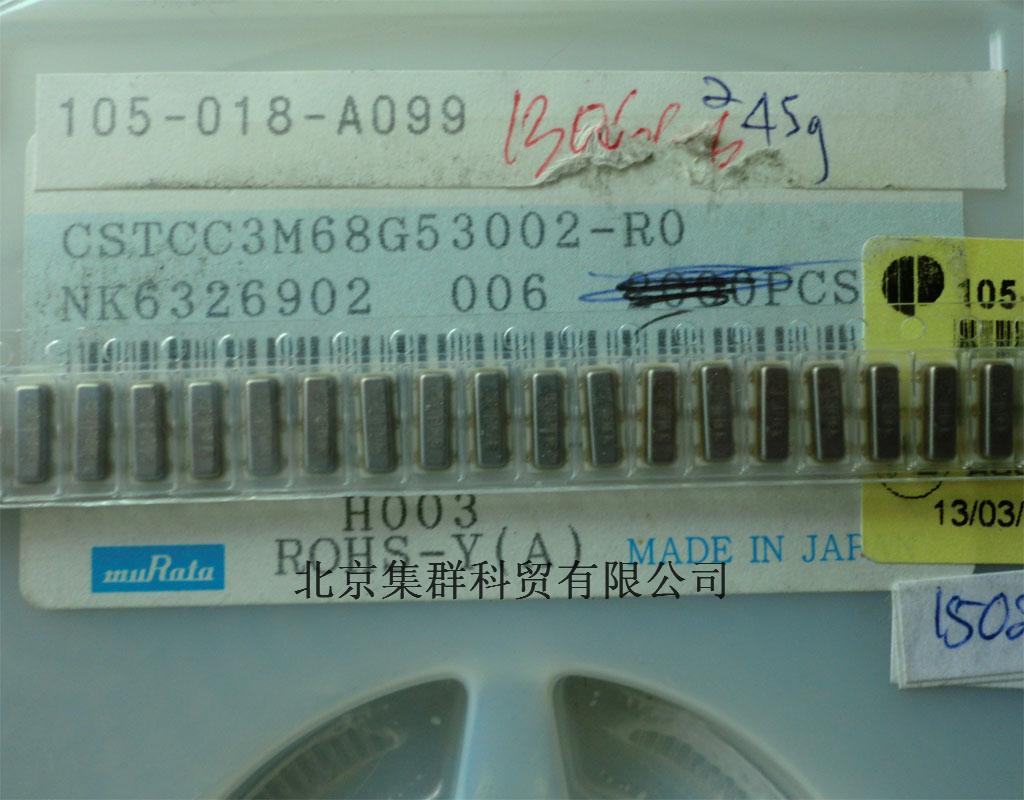 105-018-A099
245g
CSTCC3M68G53002-R0
NK6326902 006 PCS
105-
H003
13/03/
muRata
ROHS-Y(A) MADE IN JAP
北京集群科贸有限公司
1502